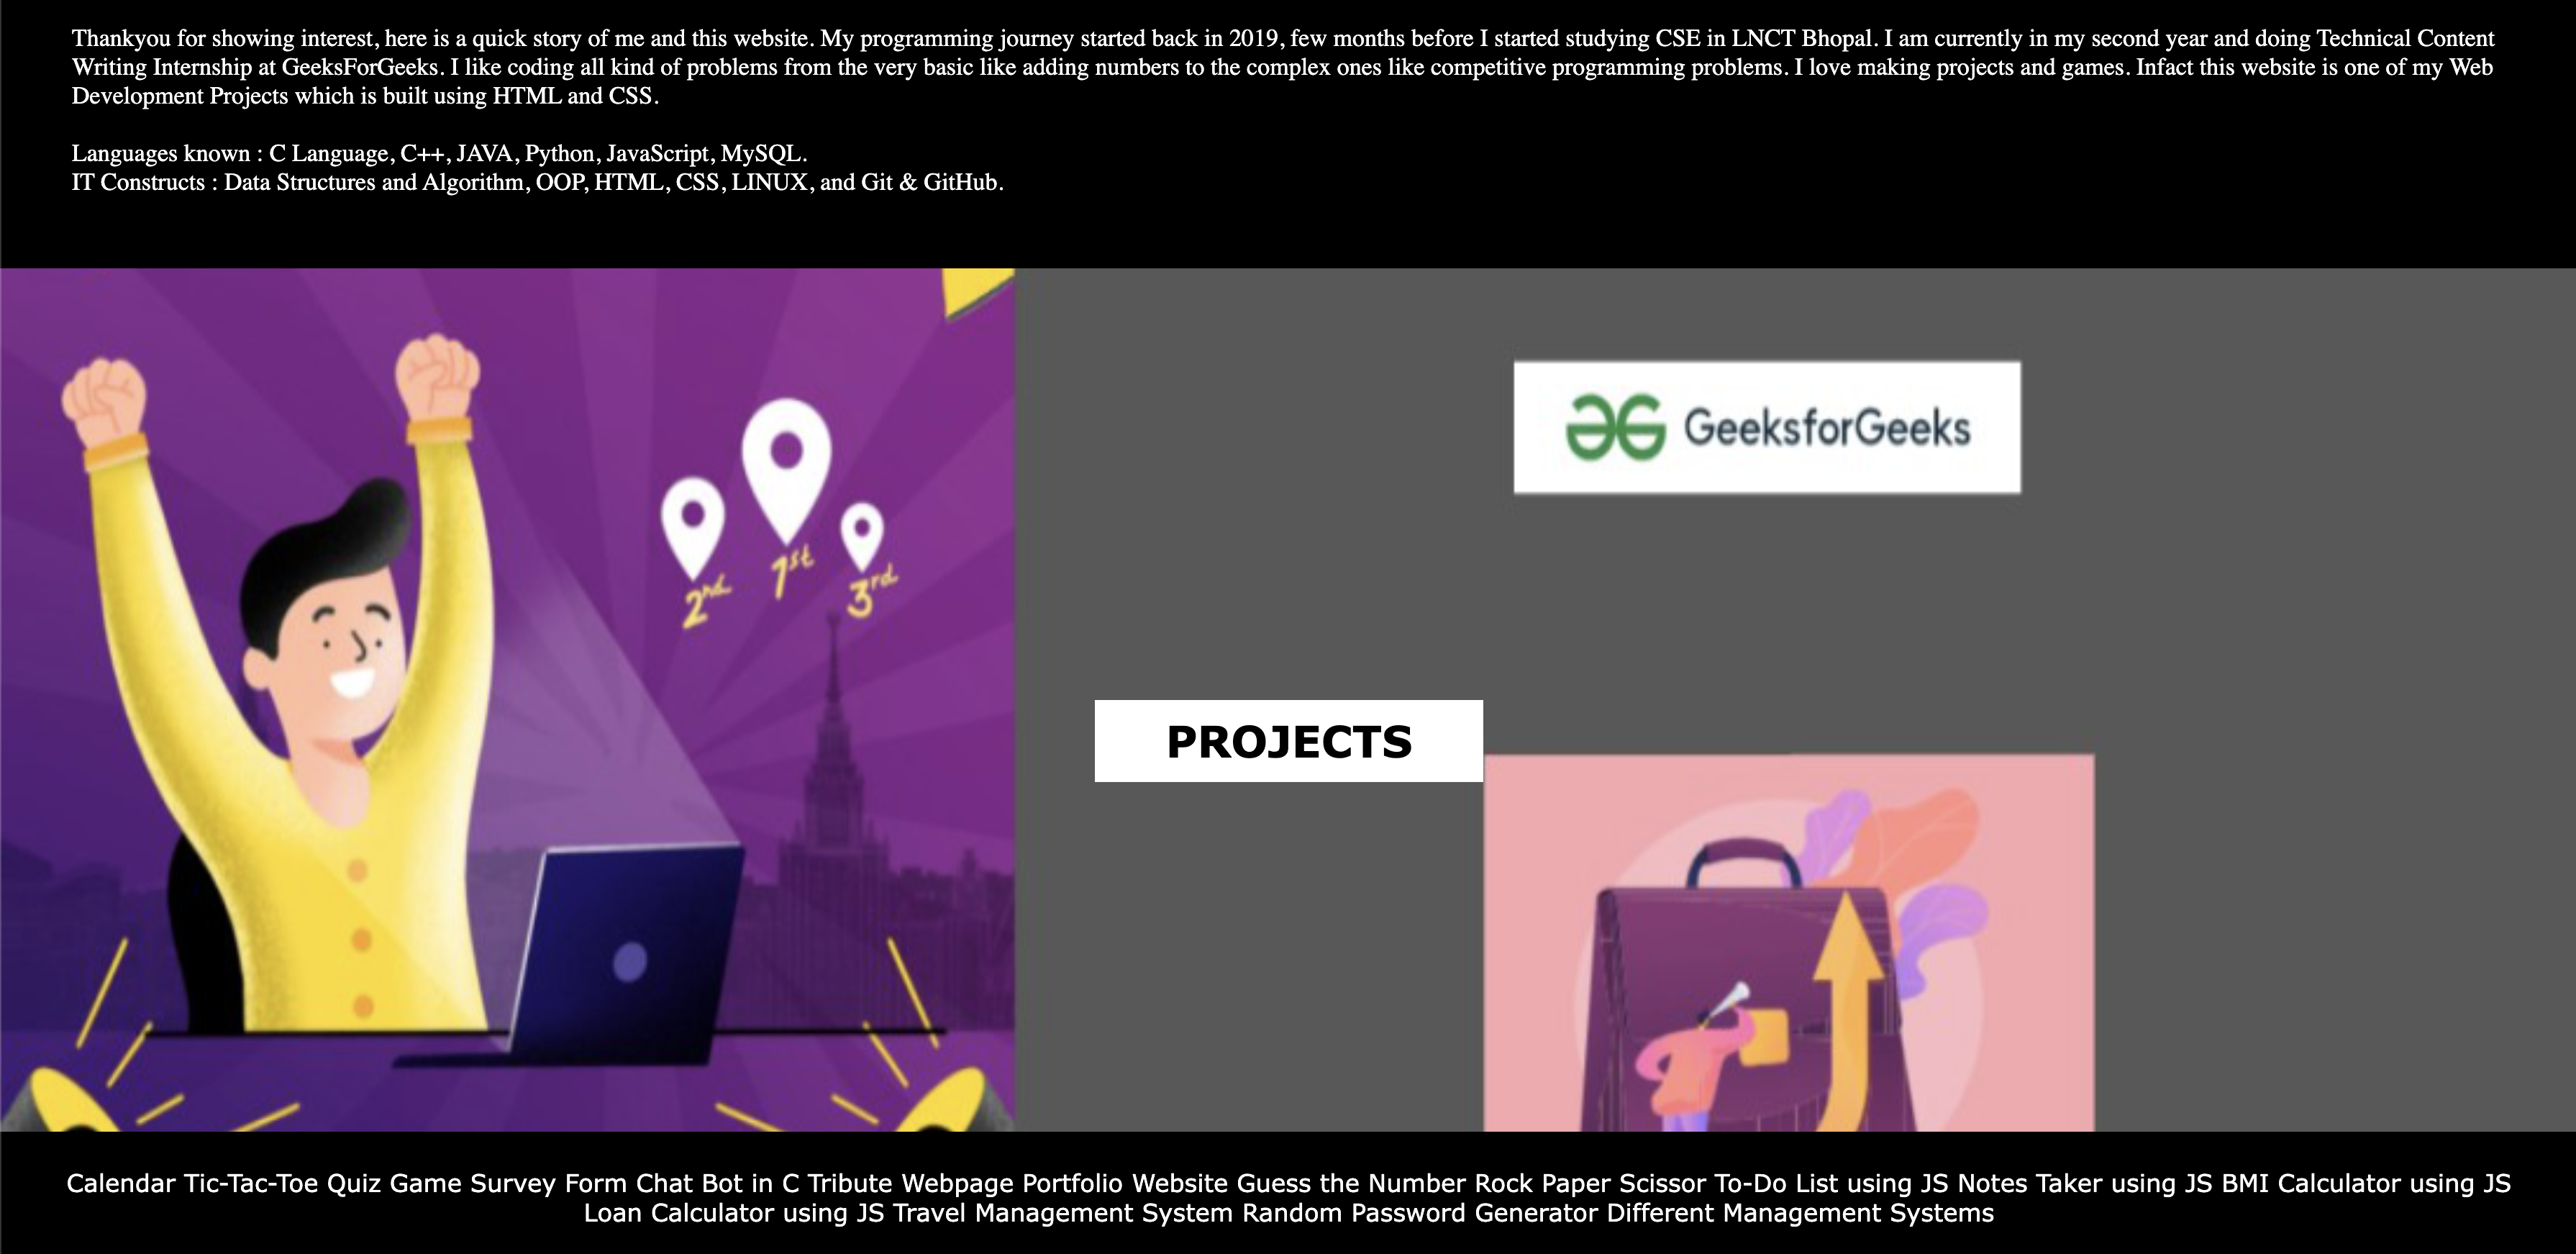 Thankyou for showing interest, here is a quick story of me and this website. My programming journey started back in 2019, few months before I started studying CSE in LNCT Bhopal. I am currently in my second year and doing Technical Content
Writing Internship at GeeksForGeeks. I like coding all kind of problems from the very basic like adding numbers to the complex ones like competitive programming problems. I love making projects and games. Infact this website is one of my Web
Development Projects which is built using HTML and CSS.
Languages known : C Language, C++, JAVA, Python, JavaScript, MySQL.
IT Constructs : Data Structures and Algorithm, OOP, HTML, CSS, LINUX, and Git & GitHub.
2nd
1st
3rd
GeeksforGeeks
PROJECTS
Calendar Tic-Tac-Toe Quiz Game Survey Form Chat Bot in C Tribute Webpage Portfolio Website Guess the Number Rock Paper Scissor To-Do List using JS Notes Taker using JS BMI Calculator using JS
Loan Calculator using JS Travel Management System Random Password Generator Different Management Systems